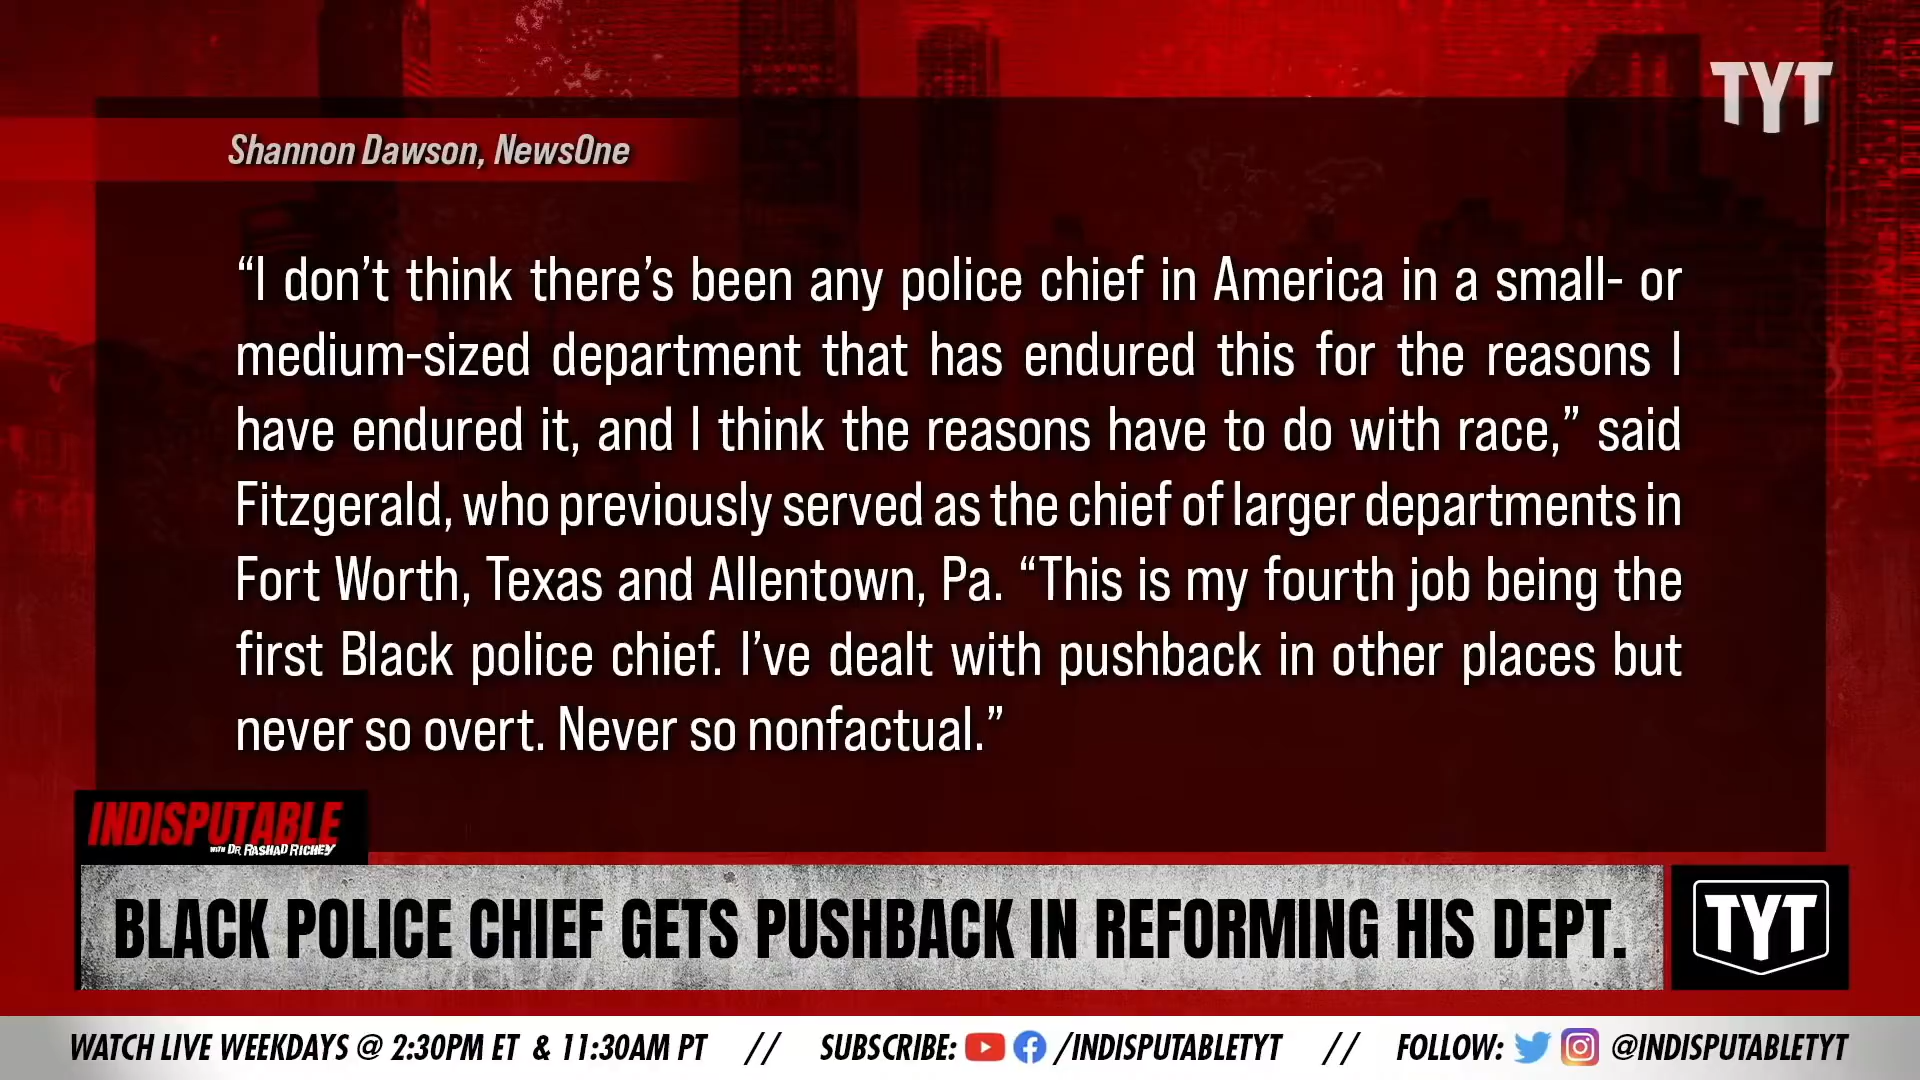 TYT
Shannon Dawson, NewsOne
“I don’t think there’s been any police chief in America in a small- or
medium-sized department that has endured this for the reasons I
have endured it, and I think the reasons have to do with race,” said
Fitzgerald, who previously served as the chief of larger departments in
Fort Worth, Texas and Allentown, Pa. “This is my fourth job being the
first Black police chief. I’ve dealt with pushback in other places but
never so overt. Never so nonfactual.”
INDISPUTABLE
WITH DR RASHAD RICHEY
BLACK POLICE CHIEF GETS PUSHBACK IN REFORMING HIS DEPT.
TYT
WATCH LIVE WEEKDAYS @ 2:30PM ET & 11:30AM PT // SUBSCRIBE: /INDISPUTABLETYT // FOLLOW: @INDISPUTABLETYT